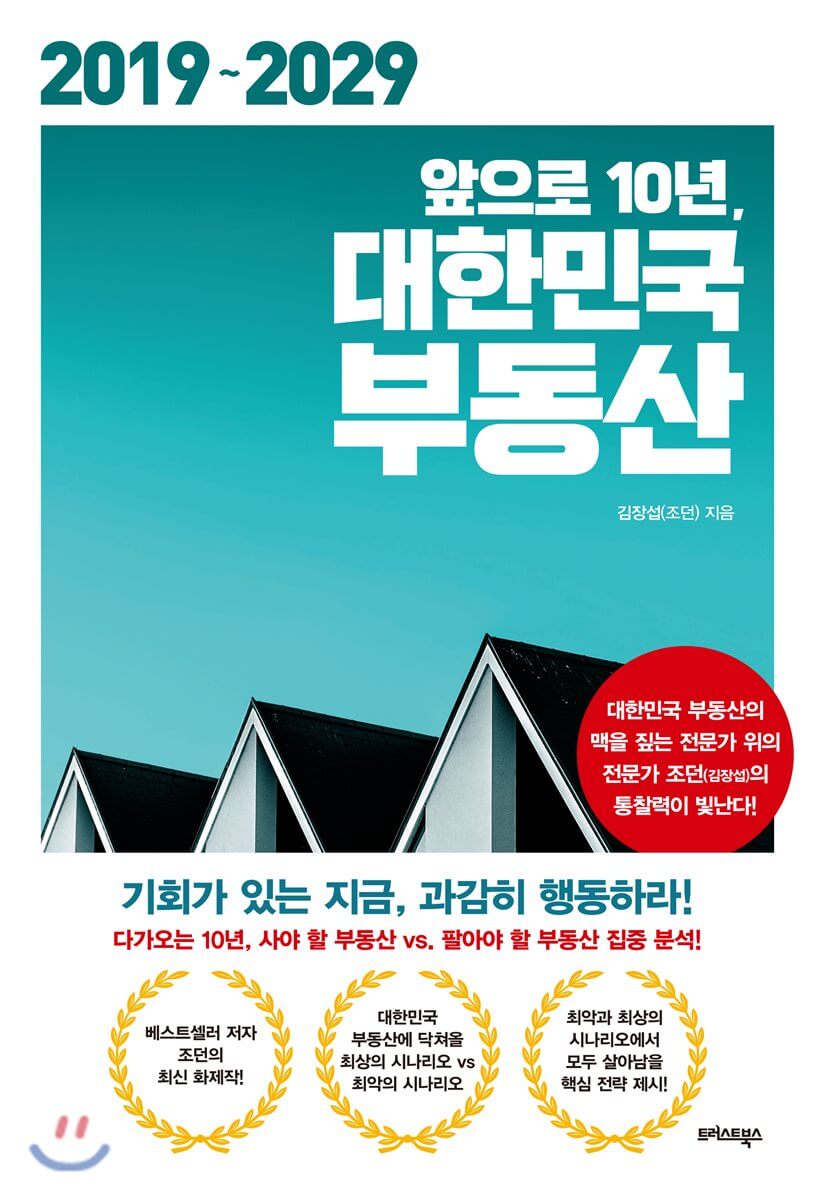 2019~2029
앞으로 10년,
대한민국
부동산
김장섭(조던) 지음
대한민국 부동산의
맥을 짚는 전문가 위의
전문가 조던(김장섭)의
통찰력이 빛난다!
기회가 있는 지금, 과감히 행동하라!
다가오는 10년, 사야 할 부동산 vs. 팔아야 할 부동산 집중 분석!
베스트셀러 저자
조던의
최신 화제작!
대한민국
부동산에 닥쳐올
최상의 시나리오 vs
최악의 시나리오
최악과 최상의
시나리오에서
모두 살아남을
핵심 전략 제시!
트러스트북스